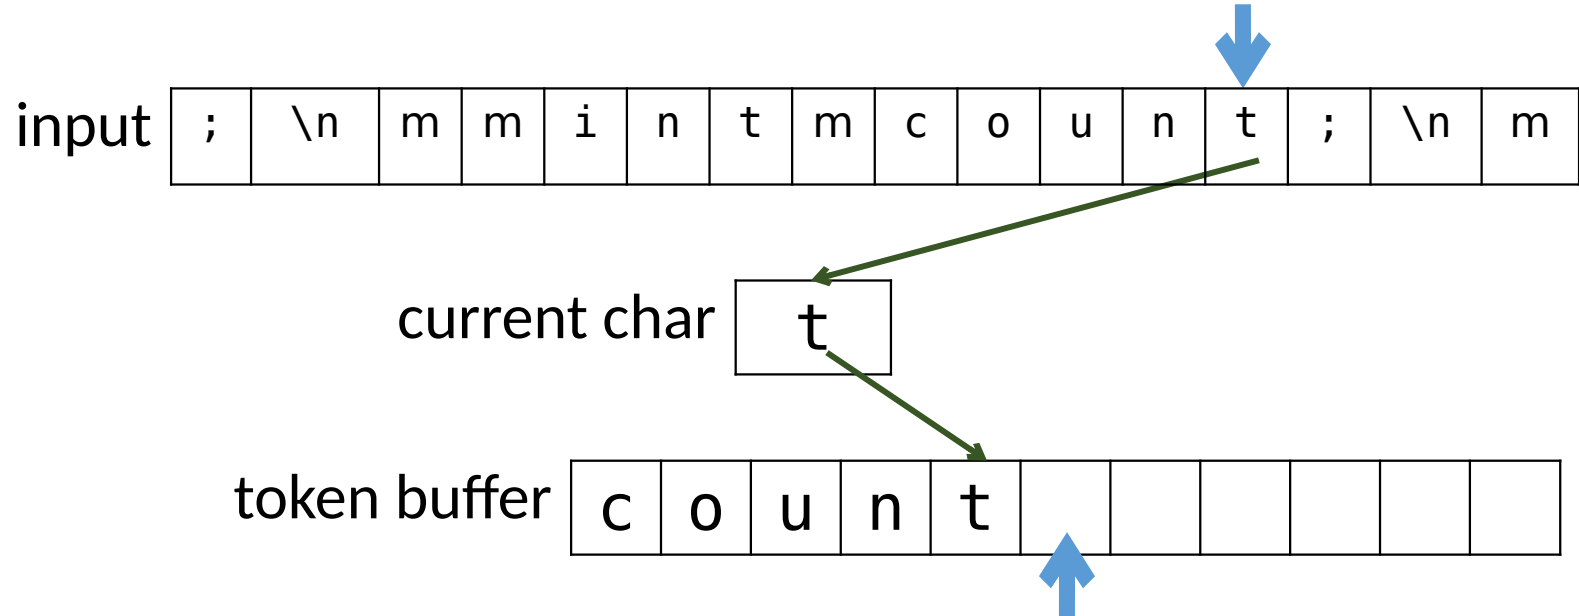 input ; \n m m i n t m c o u n t ; \n m
current char t
token buffer c o u n t